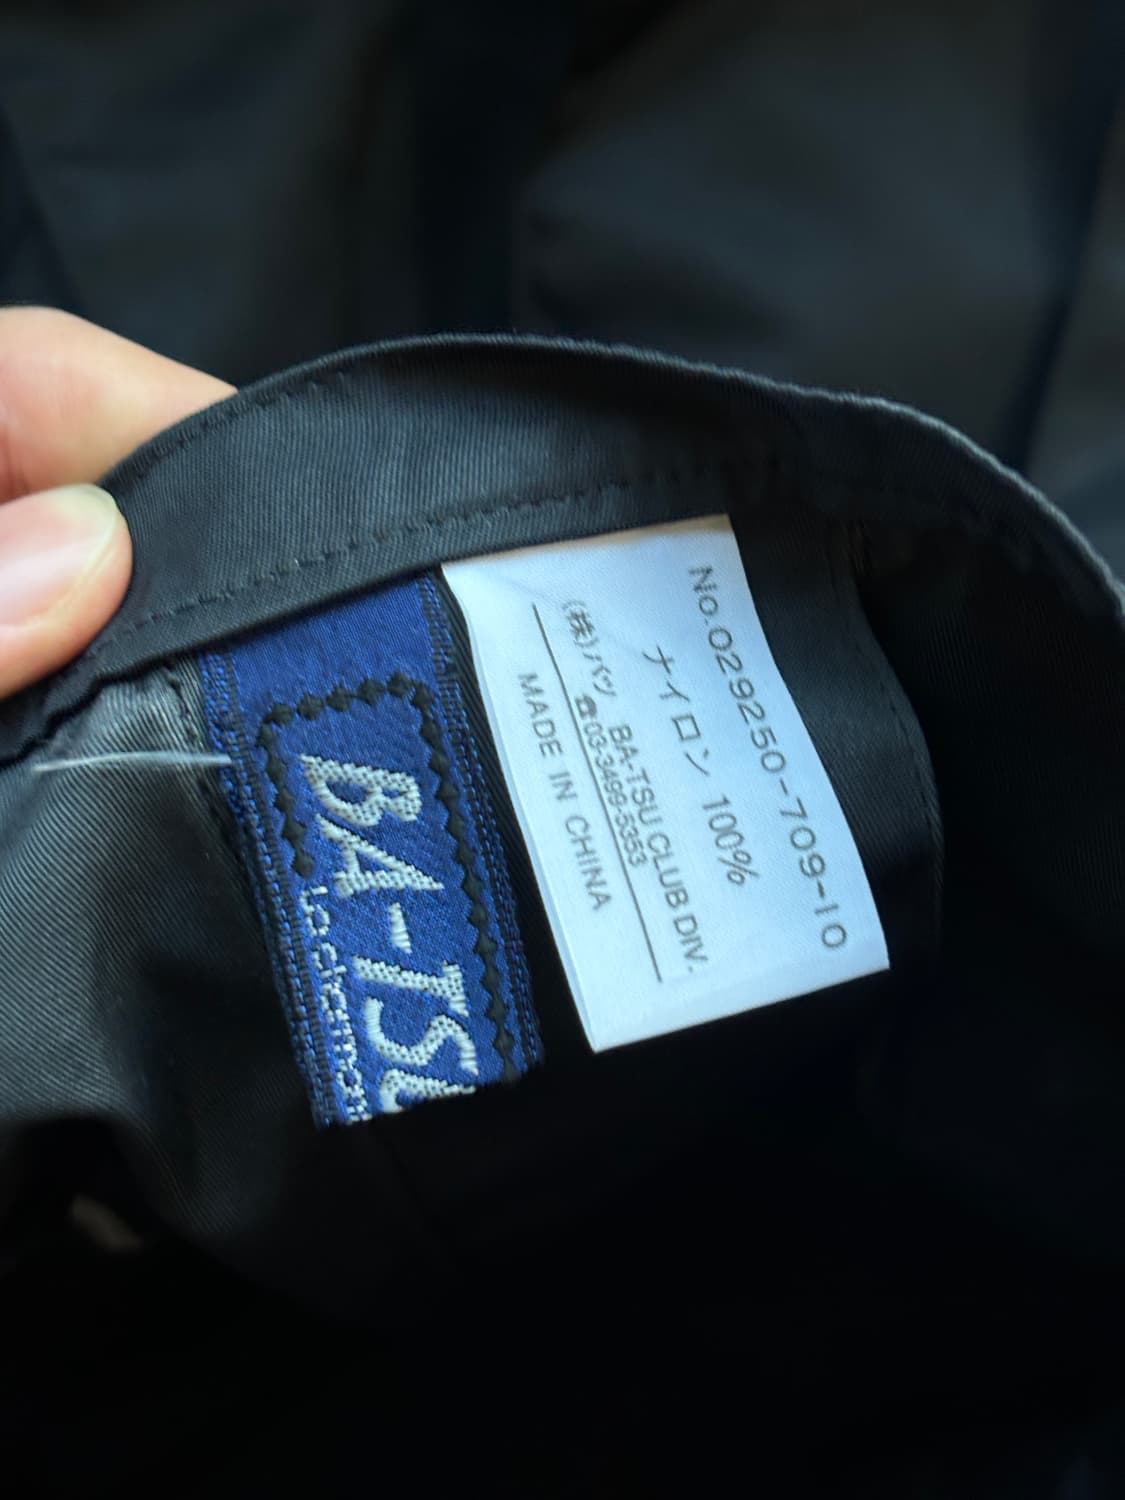 BA-TSU
No.029250-709-10
ナイロン 100%
(株)バツ BA-TSU CLUB DIV.
☎03-3499-5353
MADE IN CHINA